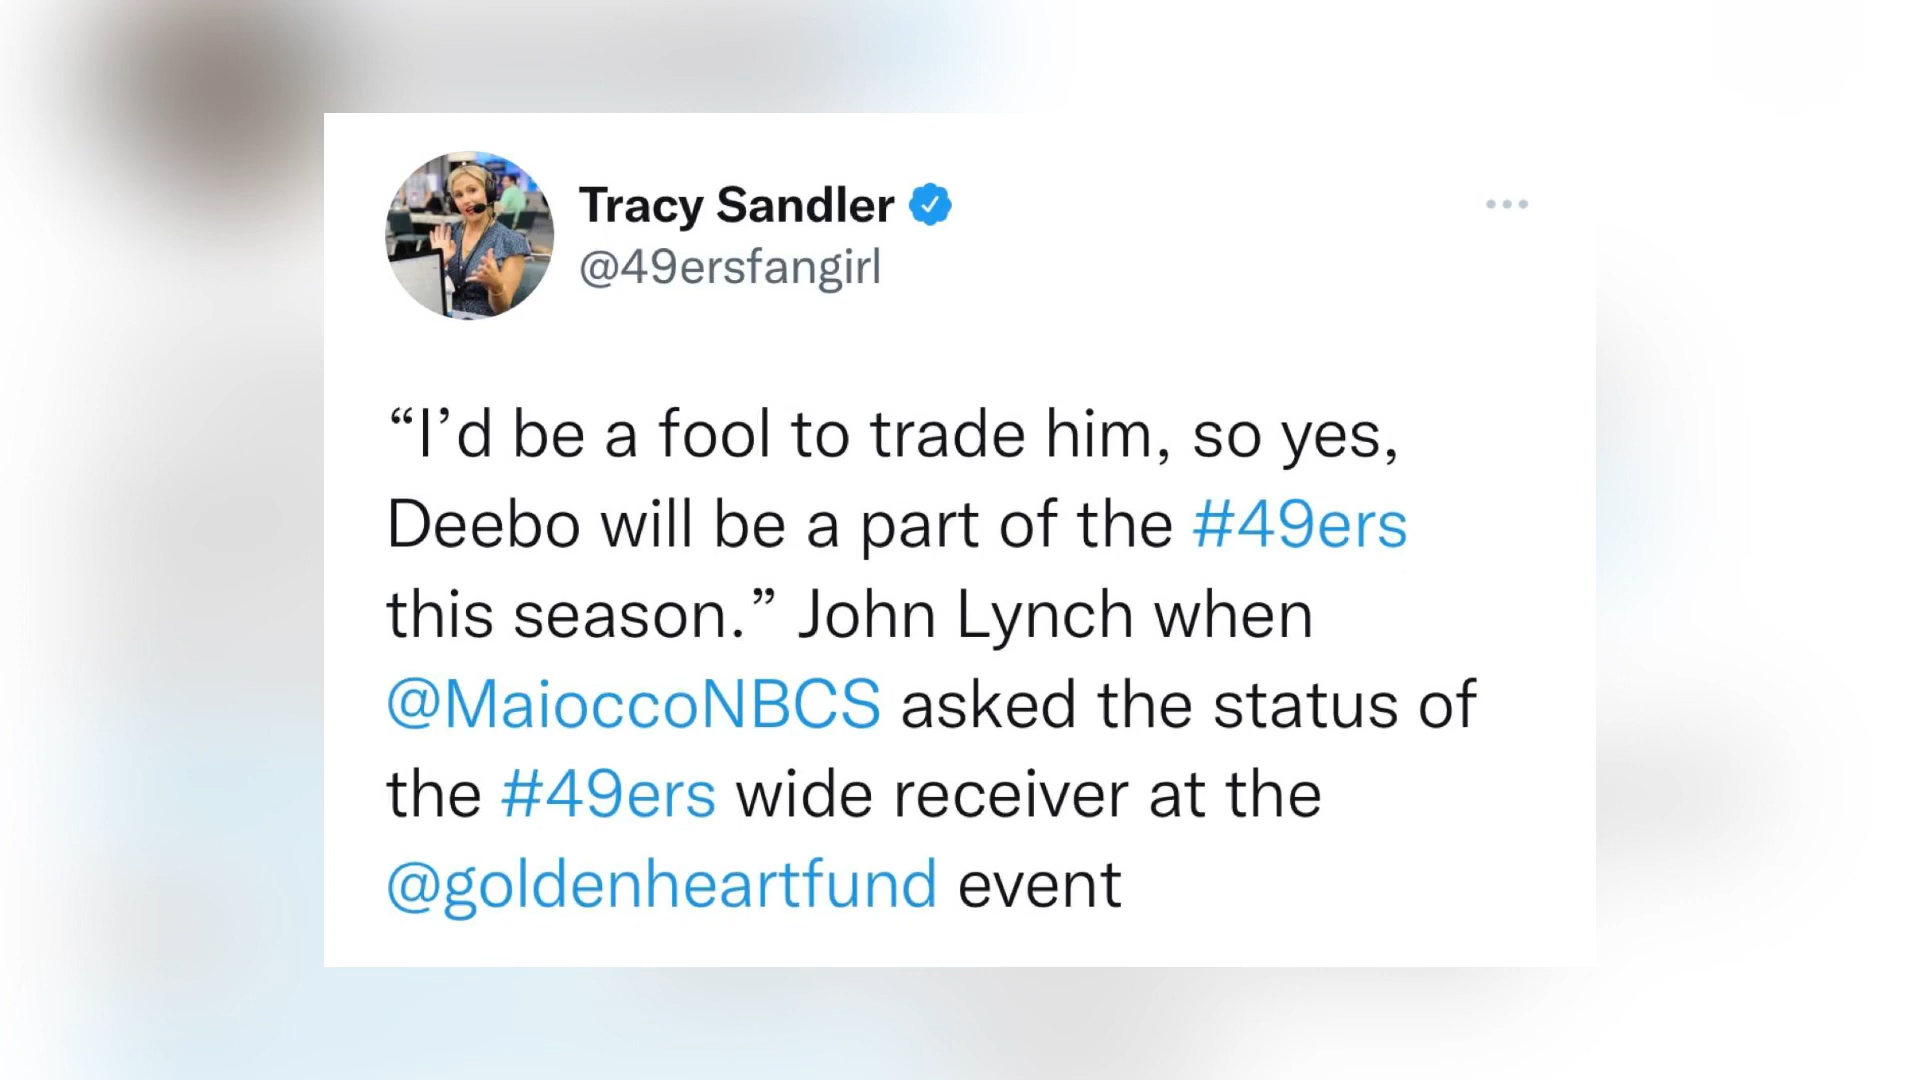 Tracy Sandler
@49ersfangirl
“I’d be a fool to trade him, so yes,
Deebo will be a part of the #49ers
this season.” John Lynch when
@MaioccoNBCS asked the status of
the #49ers wide receiver at the
@goldenheartfund event